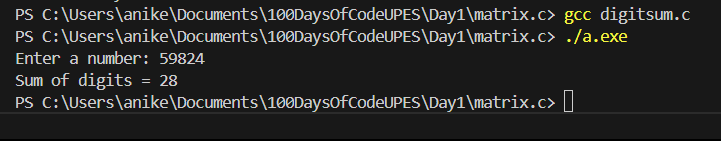 PS C:\Users\anike\Documents\100DaysOfCodeUPES\Day1\matrix.c> gcc digitsum.c
PS C:\Users\anike\Documents\100DaysOfCodeUPES\Day1\matrix.c> ./a.exe
Enter a number: 59824
Sum of digits = 28
PS C:\Users\anike\Documents\100DaysOfCodeUPES\Day1\matrix.c>